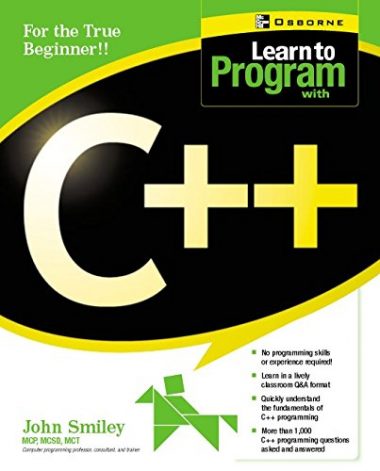 For the True
Beginner!!
OSBORNE
Learn to
Program
with
C++
No programming skills
or experience required!
Learn in a lively
classroom Q&A format
Quickly understand
the fundamentals of
C++ programming
More than 1,000
C++ programming questions
asked and answered
John Smiley
MCP, MCSD, MCT
Computer programming professor, consultant, and trainer